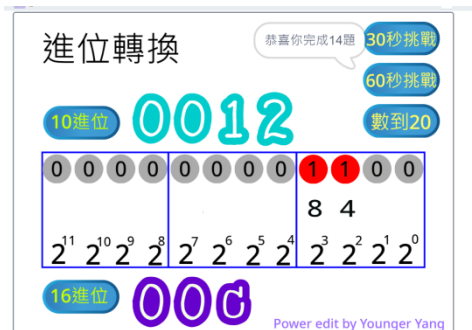 進位轉換
恭喜你完成14題
30秒挑戰
60秒挑戰
數到20
10進位 0012
0 0 0 0 0 0 0 0 1 1 0 0
8 4
2¹¹ 2¹⁰ 2⁹ 2⁸ 2⁷ 2⁶ 2⁵ 2⁴ 2³ 2² 2¹ 2⁰
16進位 00C
Power edit by Younger Yang